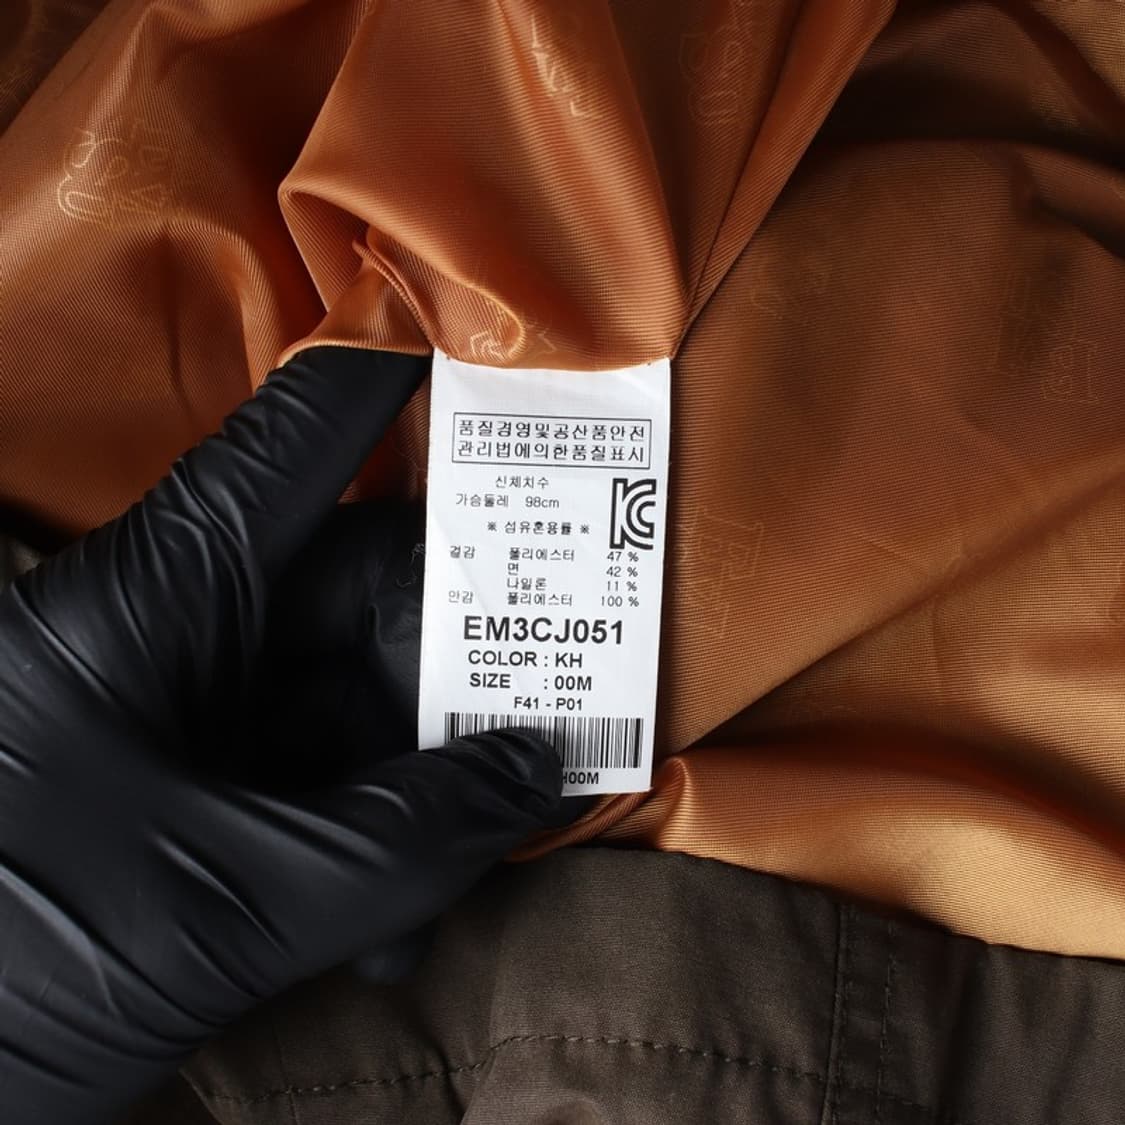 품질경영및공산품안전
관리법에의한품질표시
신체치수
가슴둘레 98cm
※ 섬유혼용률 ※
겉감 폴리에스터 47 %
면 42 %
나일론 11 %
안감 폴리에스터 100 %
EM3CJ051
COLOR : KH
SIZE : 00M
F41 - P01
H00M